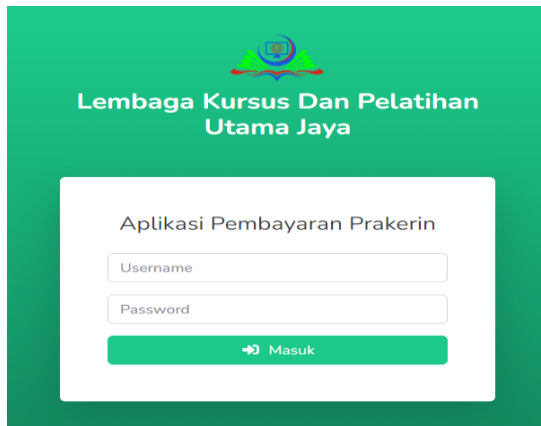 Lembaga Kursus Dan Pelatihan
Utama Jaya
Aplikasi Pembayaran Prakerin
Username
Password
Masuk